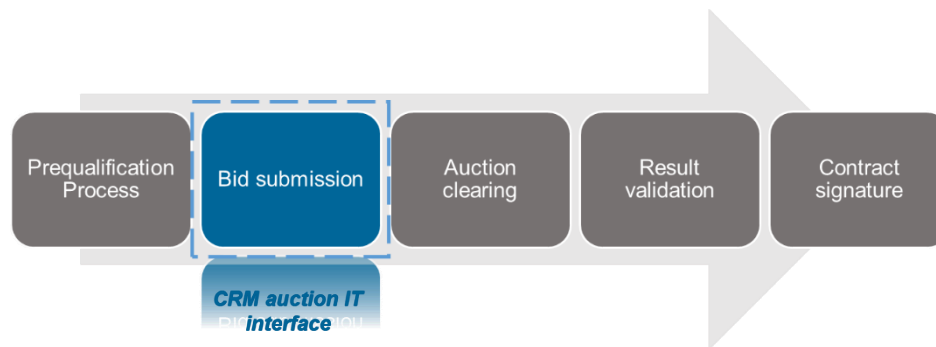 Prequalification
Process
Bid submission
Auction
clearing
Result
validation
Contract
signature
CRM auction IT
interface